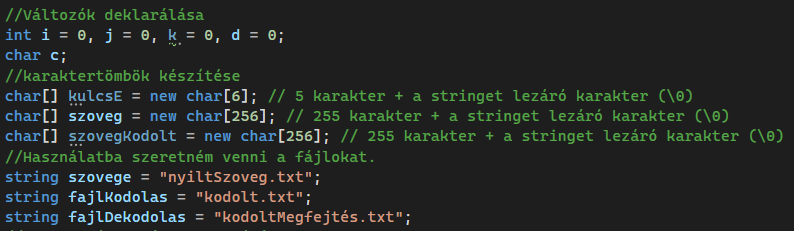 //Változók deklarálása
int i = 0, j = 0, k = 0, d = 0;
char c;
//karaktertömbök készítése
char[] kulcsE = new char[6]; // 5 karakter + a stringet lezáró karakter (\0)
char[] szoveg = new char[256]; // 255 karakter + a stringet lezáró karakter (\0)
char[] szovegKodolt = new char[256]; // 255 karakter + a stringet lezáró karakter (\0)
//Használatba szeretném venni a fájlokat.
string szovege = "nyiltSzoveg.txt";
string fajlKodolas = "kodolt.txt";
string fajlDekodolas = "kodoltMegfejtés.txt";